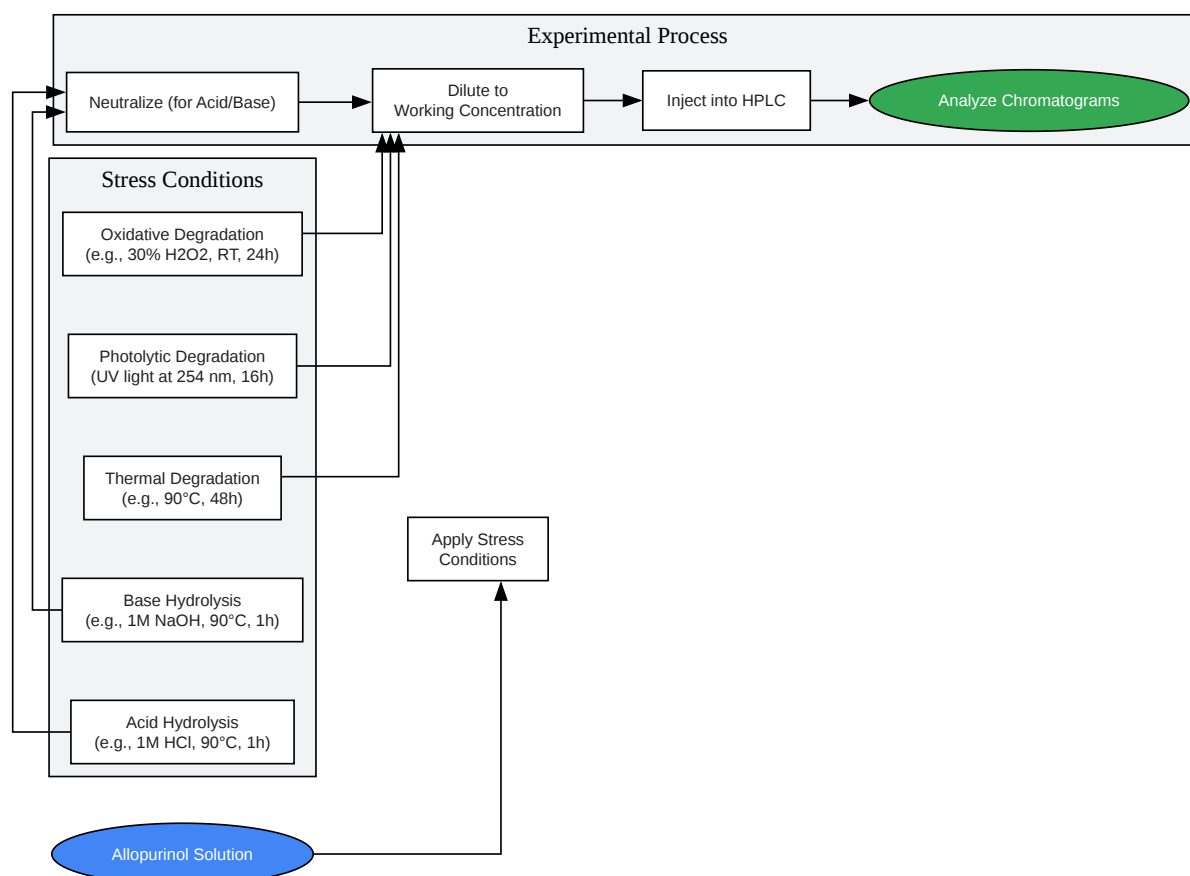 Experimental Process
Neutralize (for Acid/Base)
Dilute to
Working Concentration
Inject into HPLC
Analyze Chromatograms
Stress Conditions
Oxidative Degradation
(e.g., 30% H2O2, RT, 24h)
Photolytic Degradation
(UV light at 254 nm, 16h)
Thermal Degradation
(e.g., 90°C, 48h)
Apply Stress
Conditions
Base Hydrolysis
(e.g., 1M NaOH, 90°C, 1h)
Acid Hydrolysis
(e.g., 1M HCl, 90°C, 1h)
Allopurinol Solution